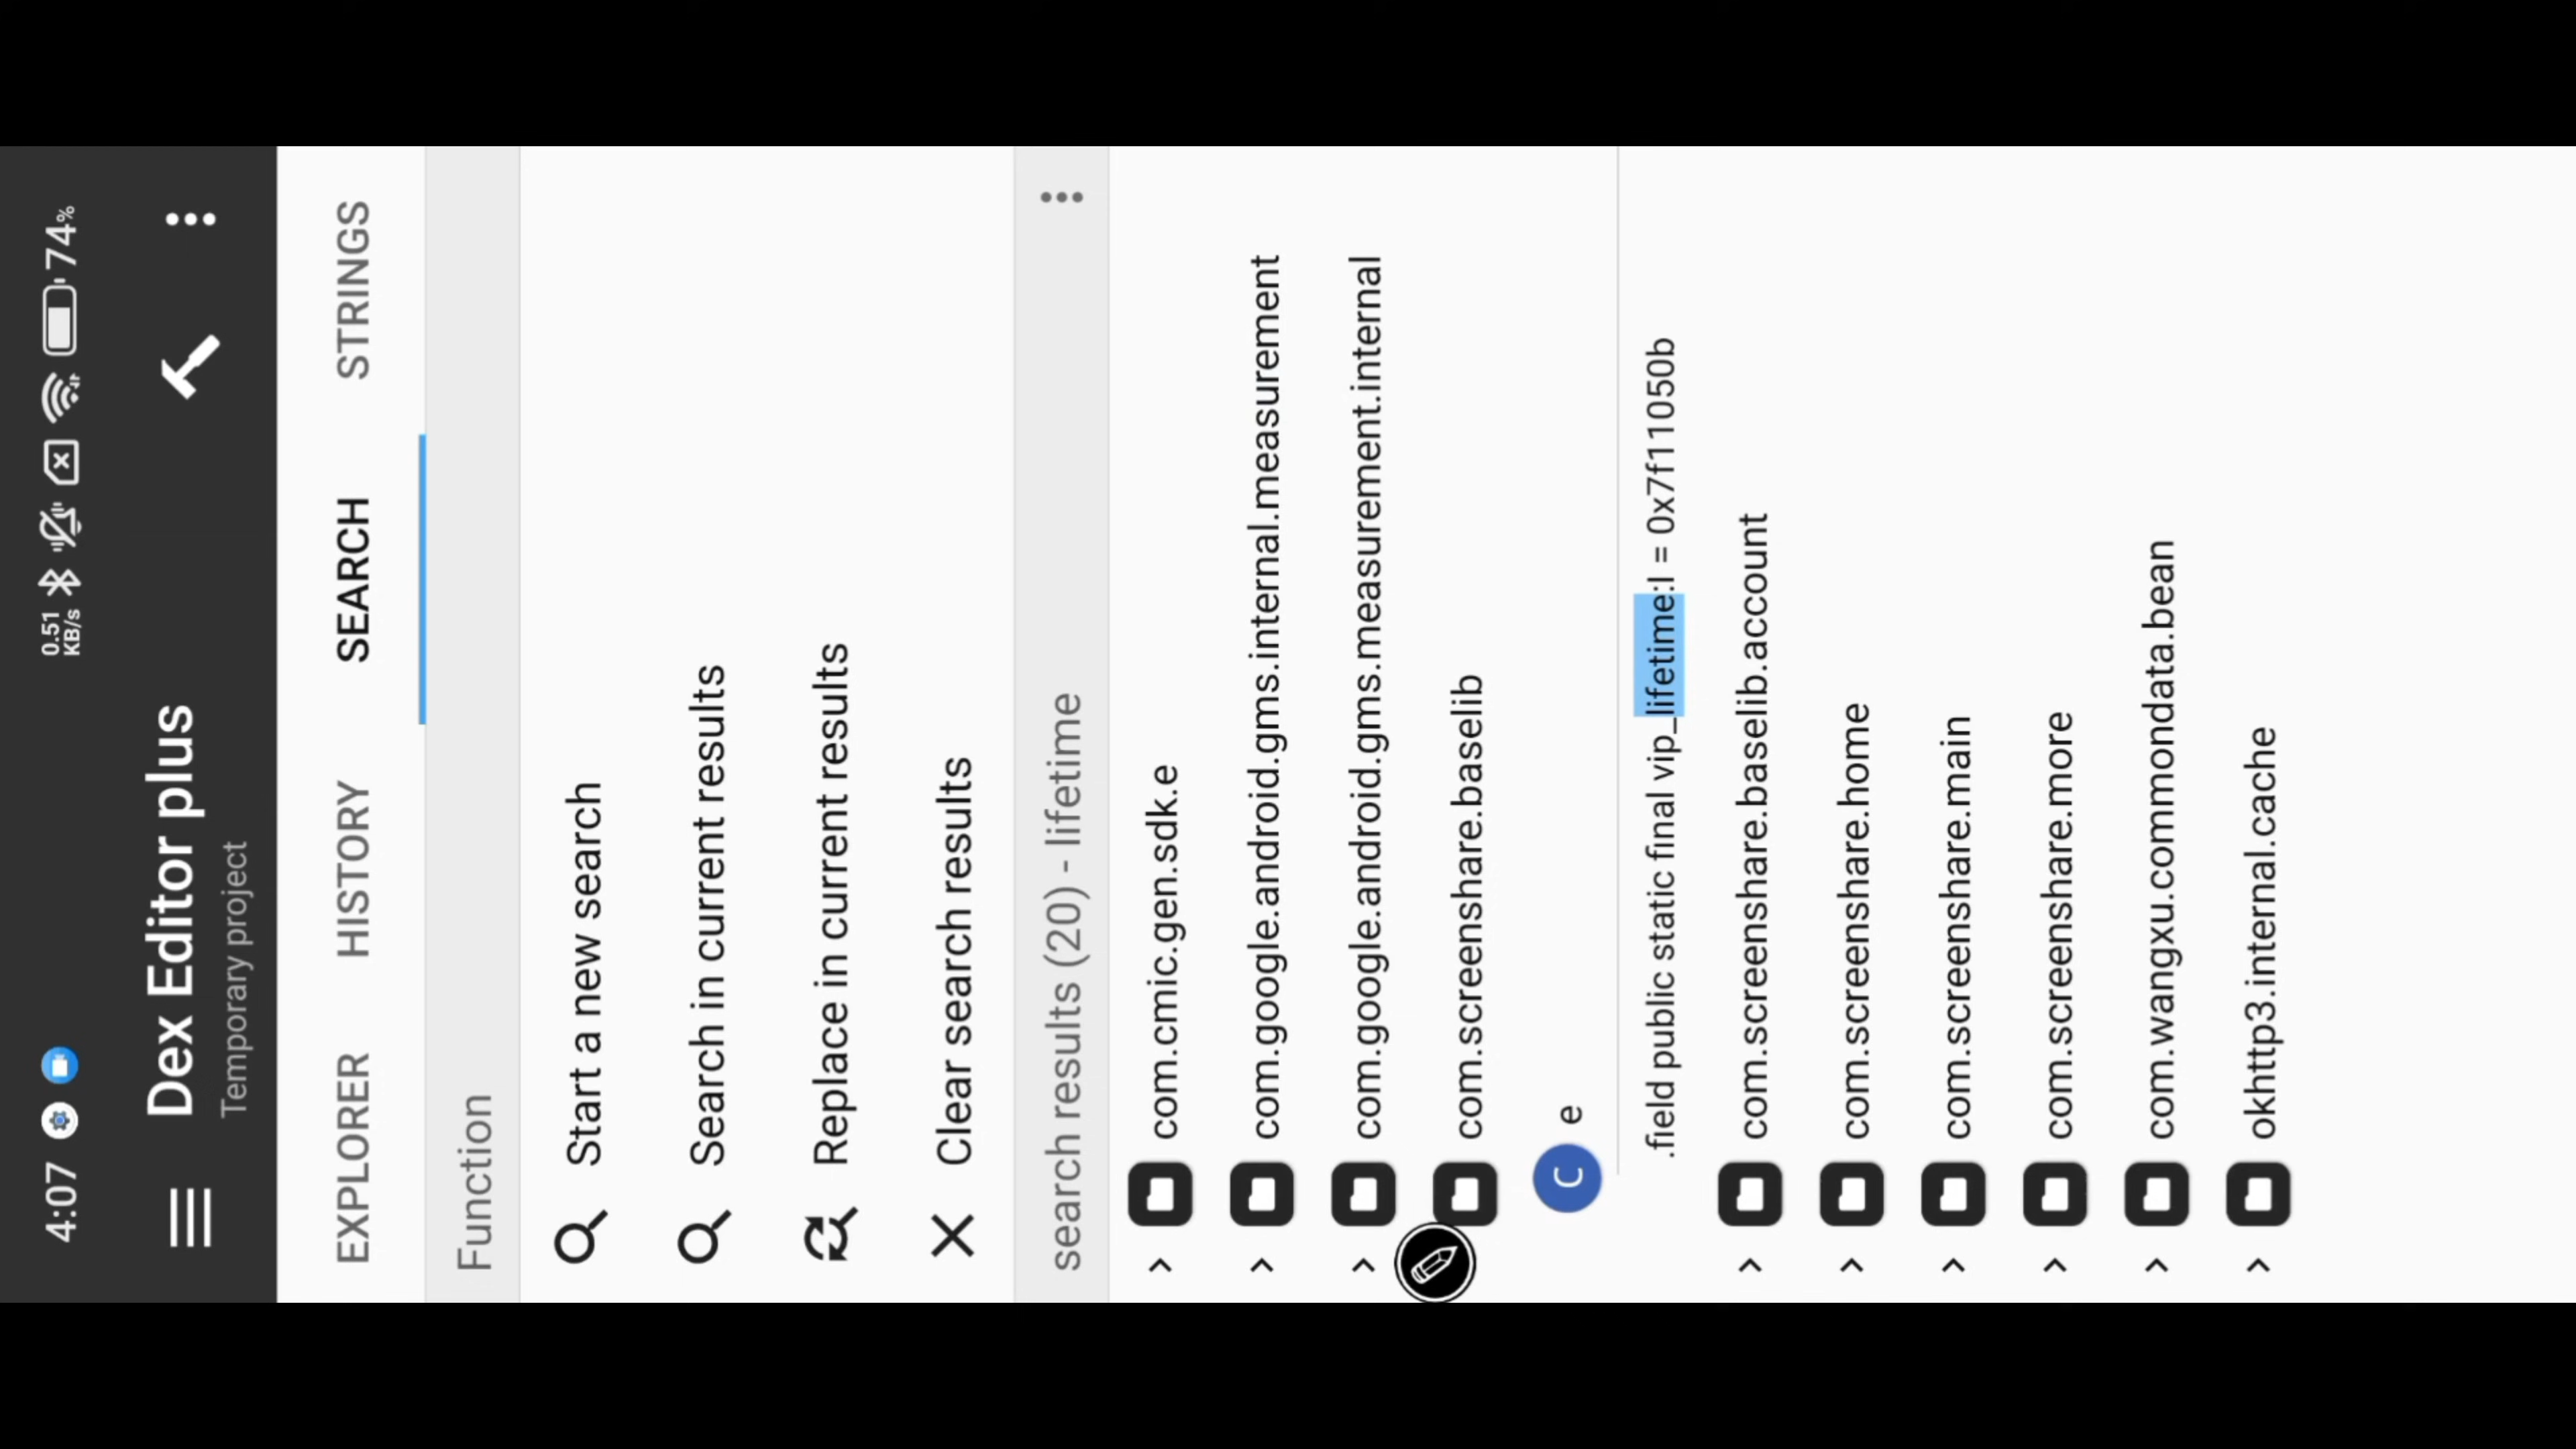 4:07
0.51
KB/s
74%
Dex Editor plus
Temporary project
EXPLORER
HISTORY
SEARCH
STRINGS
Function
Start a new search
Search in current results
Replace in current results
Clear search results
search results (20) - lifetime
com.cmic.gen.sdk.e
com.google.android.gms.internal.measurement
com.google.android.gms.measurement.internal
com.screenshare.baselib
C e
.field public static final vip_lifetime:I = 0x7f11050b
com.screenshare.baselib.account
com.screenshare.home
com.screenshare.main
com.screenshare.more
com.wangxu.commondata.bean
okhttp3.internal.cache